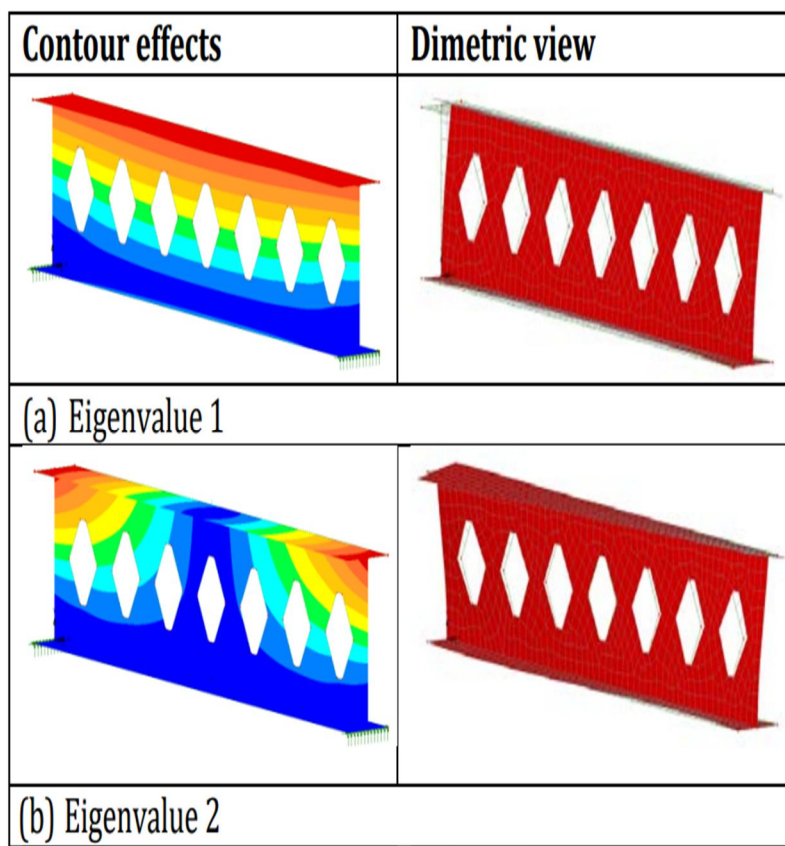 Contour effects
Dimetric view
(a) Eigenvalue 1
(b) Eigenvalue 2